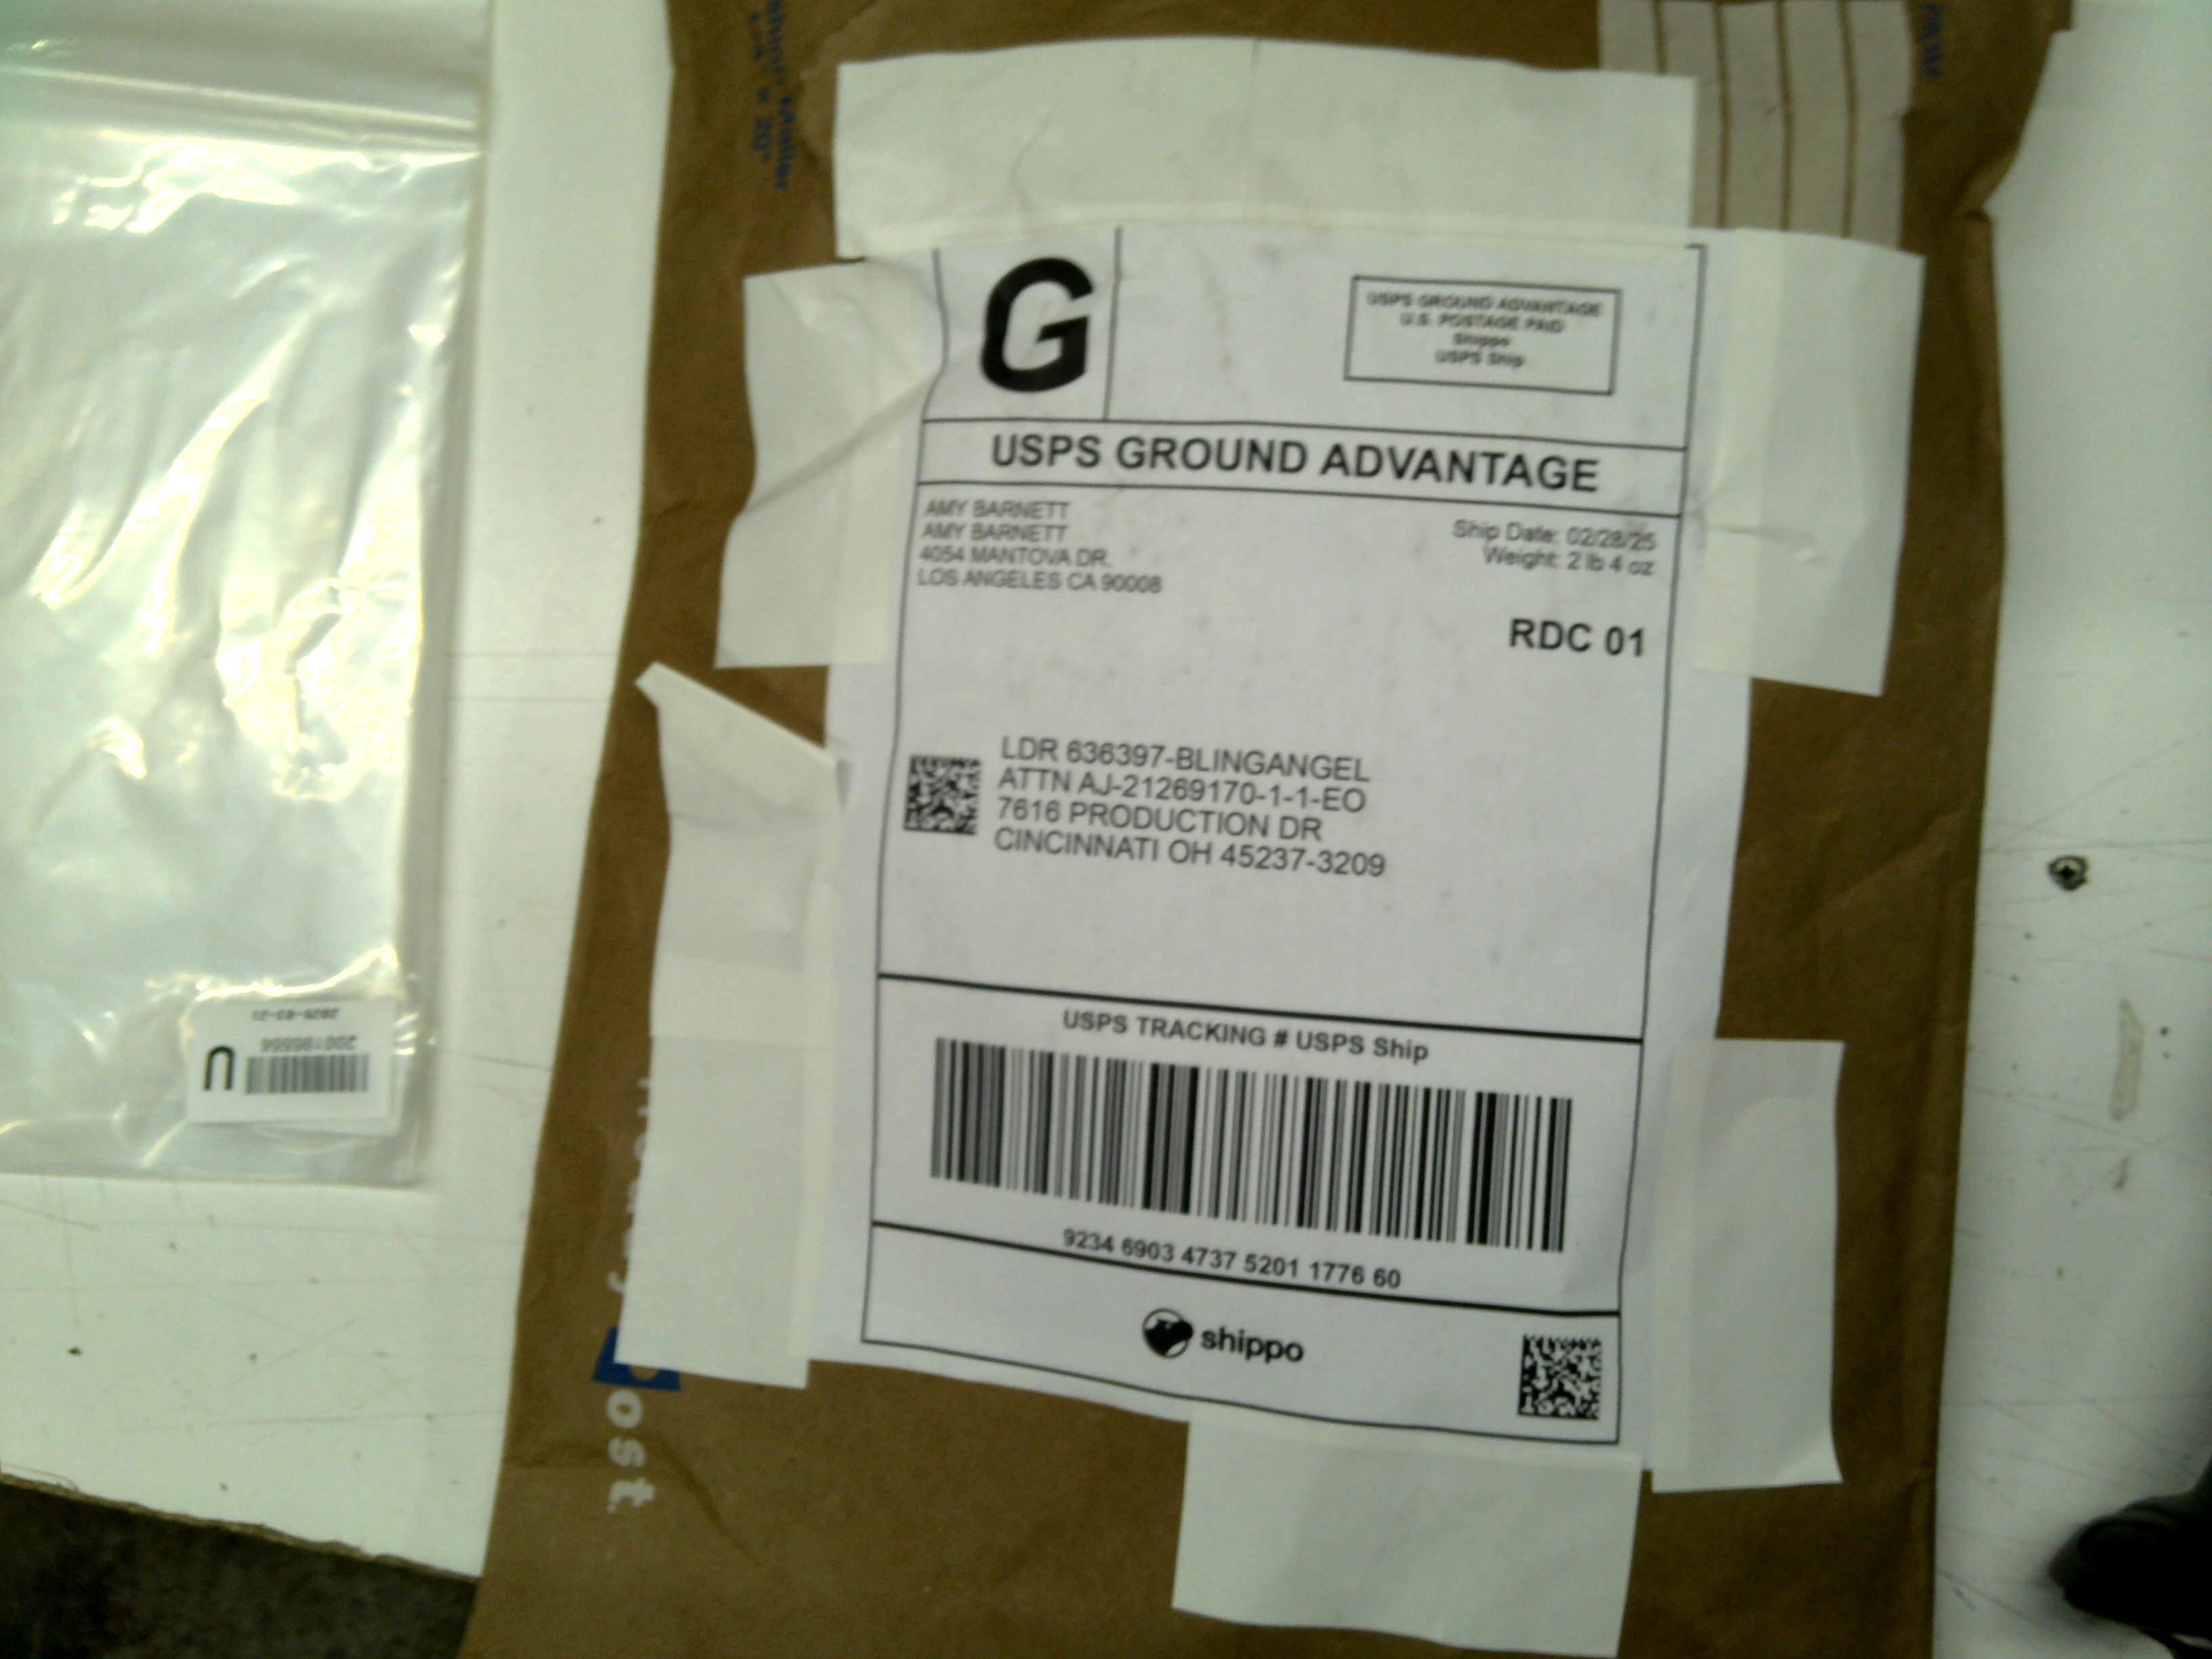 G
USPS GROUND ADVANTAGE
U.S. POSTAGE PAID
Shippo
USPS Ship
USPS GROUND ADVANTAGE
AMY BARNETT
AMY BARNETT
4054 MANTOVA DR.
LOS ANGELES CA 90008
Ship Date: 02/28/25
Weight: 2 lb 4 oz
RDC 01
LDR 636397-BLINGANGEL
ATTN AJ-21269170-1-1-EO
7616 PRODUCTION DR
CINCINNATI OH 45237-3209
USPS TRACKING # USPS Ship
9234 6903 4737 5201 1776 60
shippo
Mailer
ost
U